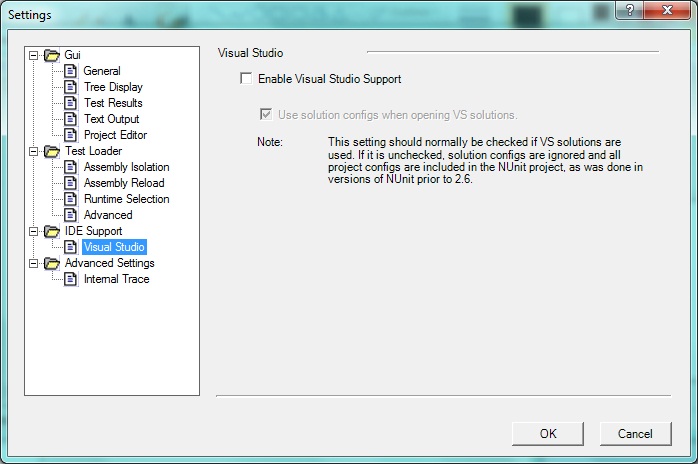 Settings
Gui
General
Tree Display
Test Results
Text Output
Project Editor
Test Loader
Assembly Isolation
Assembly Reload
Runtime Selection
Advanced
IDE Support
Visual Studio
Advanced Settings
Internal Trace
Visual Studio
Enable Visual Studio Support
Use solution configs when opening VS solutions.
Note: This setting should normally be checked if VS solutions are
used. If it is unchecked, solution configs are ignored and all
project configs are included in the NUnit project, as was done in
versions of NUnit prior to 2.6.
OK Cancel